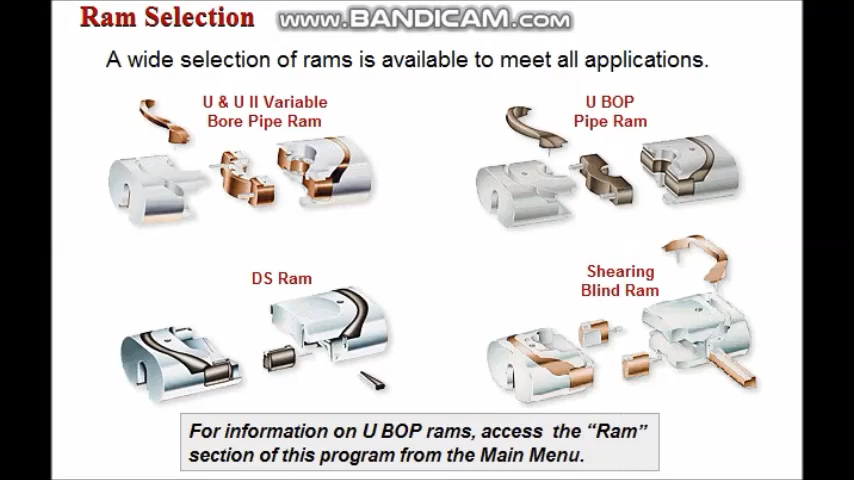 Ram Selection
www.BANDICAM.com
A wide selection of rams is available to meet all applications.
U & U II Variable
Bore Pipe Ram
U BOP
Pipe Ram
DS Ram
Shearing
Blind Ram
For information on U BOP rams, access the “Ram”
section of this program from the Main Menu.